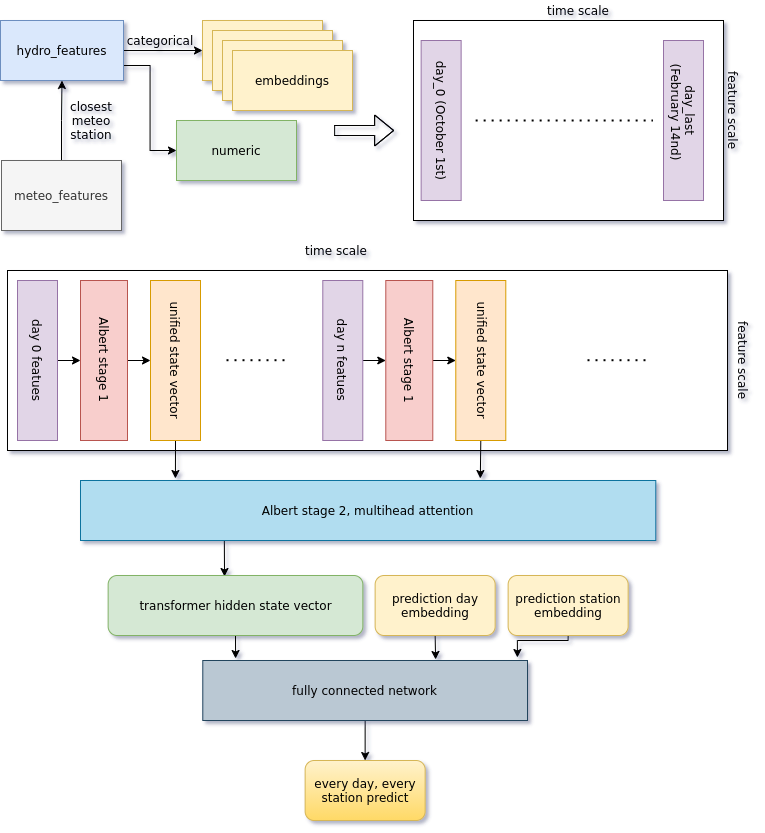 time scale
hydro_features
categorical
embeddings
closest
meteo
station
numeric
meteo_features
day_0 (October 1st)
day_last
(February 14nd)
feature scale
time scale
day 0 featues
Albert stage 1
unified state vector
day n featues
Albert stage 1
unified state vector
feature scale
Albert stage 2, multihead attention
transformer hidden state vector
prediction day
embedding
prediction station
embedding
fully connected network
every day, every
station predict